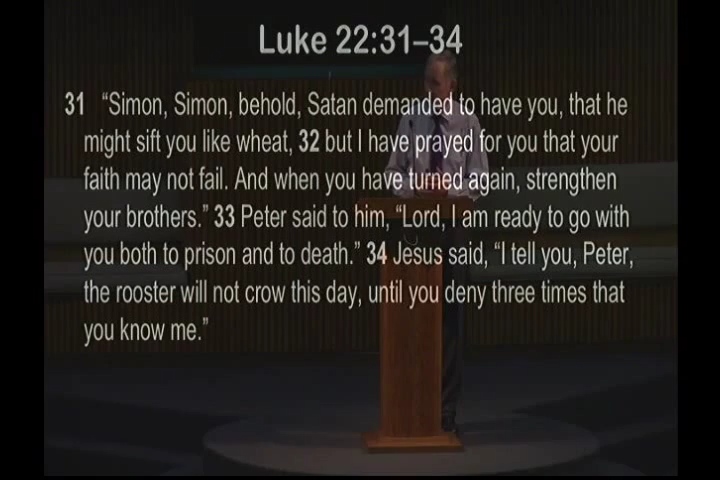 Luke 22:31–34
31 “Simon, Simon, behold, Satan demanded to have you, that he
might sift you like wheat, 32 but I have prayed for you that your
faith may not fail. And when you have turned again, strengthen
your brothers.” 33 Peter said to him, “Lord, I am ready to go with
you both to prison and to death.” 34 Jesus said, “I tell you, Peter,
the rooster will not crow this day, until you deny three times that
you know me.”